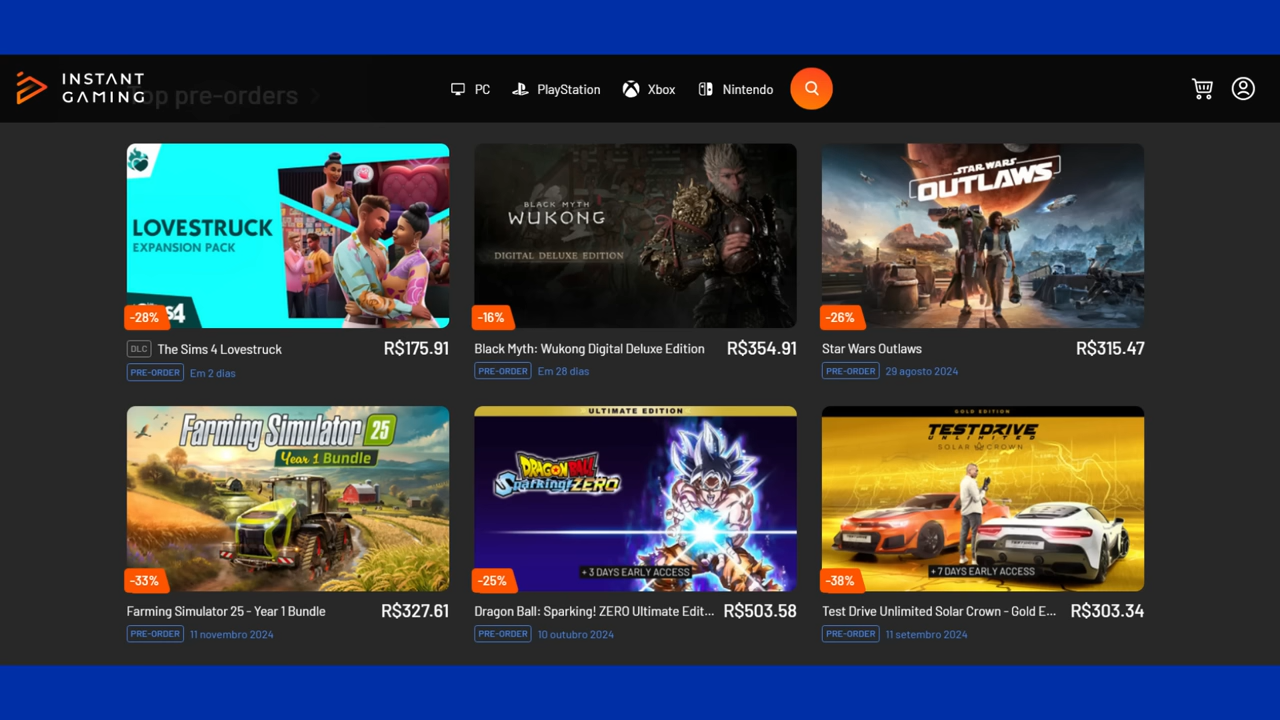 INSTANT
GAMING
Top pre-orders
PC
PlayStation
Xbox
Nintendo
LOVESTRUCK
EXPANSION PACK
s4
-28%
DLC
The Sims 4 Lovestruck
R$175.91
PRE-ORDER
Em 2 dias
BLACK MYTH
WUKONG
DIGITAL DELUXE EDITION
-16%
Black Myth: Wukong Digital Deluxe Edition
R$354.91
PRE-ORDER
Em 28 dias
STAR WARS
OUTLAWS
-26%
Star Wars Outlaws
R$315.47
PRE-ORDER
29 agosto 2024
Farming Simulator 25
Year 1 Bundle
-33%
Farming Simulator 25 - Year 1 Bundle
R$327.61
PRE-ORDER
11 novembro 2024
ULTIMATE EDITION
DRAGON BALL
Sparking! ZERO
+ 3 DAYS EARLY ACCESS
-25%
Dragon Ball: Sparking! ZERO Ultimate Edit...
R$503.58
PRE-ORDER
10 outubro 2024
GOLD EDITION
TEST DRIVE
UNLIMITED
SOLAR CROWN
TEST DRIVE
+ 7 DAYS EARLY ACCESS
-38%
Test Drive Unlimited Solar Crown - Gold E...
R$303.34
PRE-ORDER
11 setembro 2024